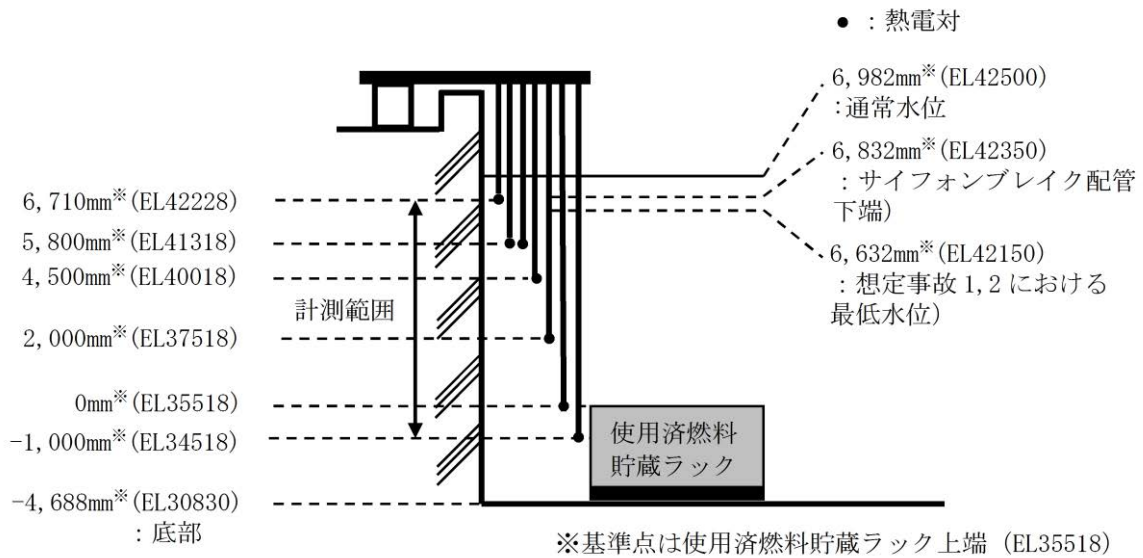 ● : 熱電対
6,982mm※(EL42500)
:通常水位
6,832mm※(EL42350)
:サイフォンブレイク配管
下端)
6,632mm※(EL42150)
:想定事故1,2における
最低水位)
6,710mm※(EL42228)
5,800mm※(EL41318)
4,500mm※(EL40018)
計測範囲
2,000mm※(EL37518)
0mm※(EL35518)
-1,000mm※(EL34518)
使用済燃料
貯蔵ラック
-4,688mm※(EL30830)
:底部
※基準点は使用済燃料貯蔵ラック上端 (EL35518)